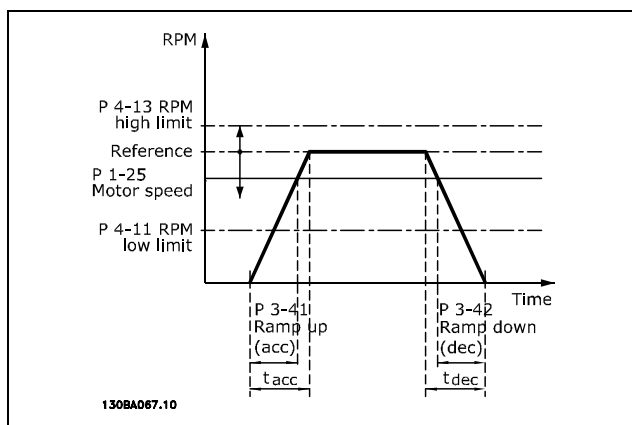 RPM
P 4-13 RPM
high limit
Reference
P 1-25
Motor speed
P 4-11 RPM
low limit
Time
P 3-41
Ramp up
(acc)
P 3-42
Ramp down
(dec)
tacc
tdec
130BA067.10